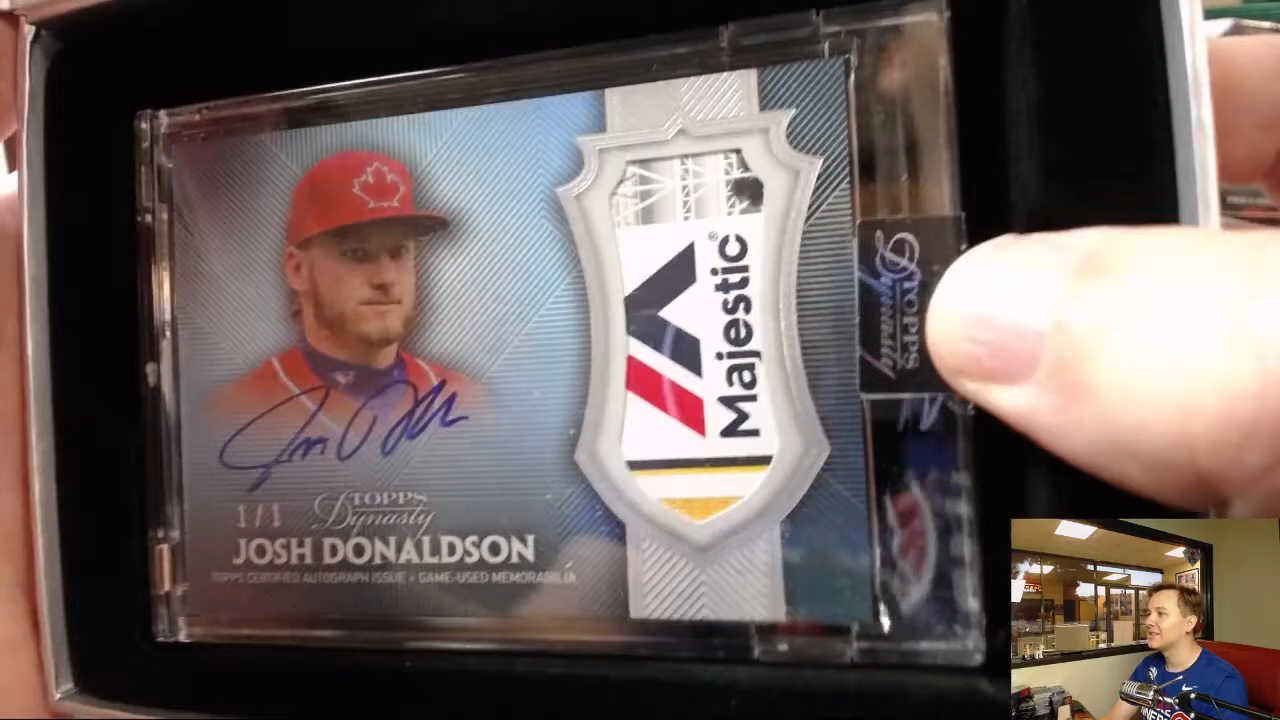 Majestic®
TOPPS
Dynasty
1/1
TOPPS
Dynasty
JOSH DONALDSON
TOPPS CERTIFIED AUTOGRAPH ISSUE • GAME-USED MEMORABILIA